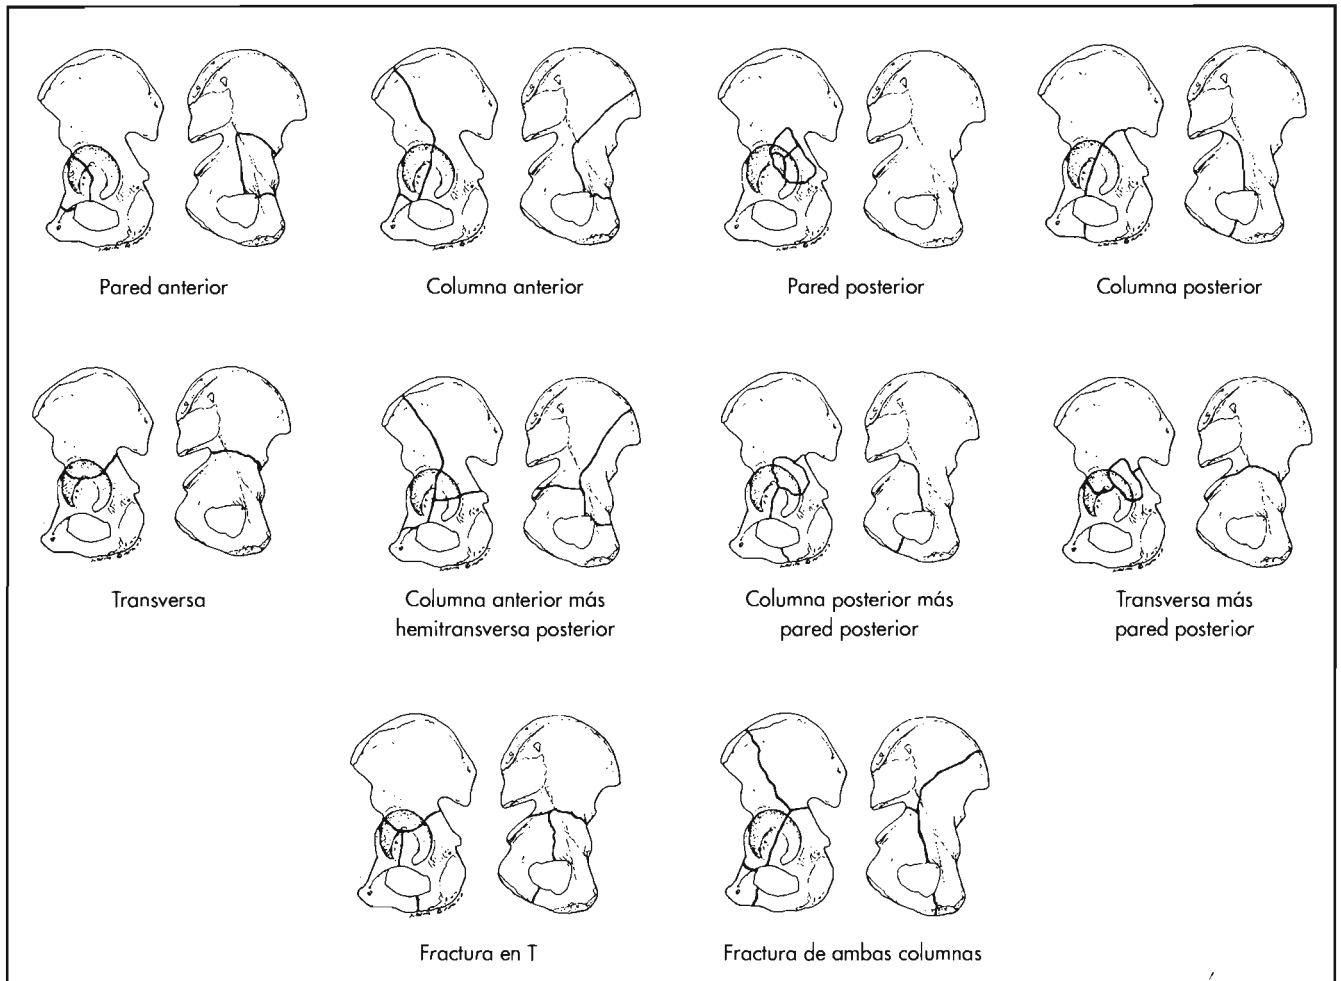 Pared anterior
Columna anterior
Pared posterior
Columna posterior
Transversa
Columna anterior más
hemitransversa posterior
Columna posterior más
pared posterior
Transversa más
pared posterior
Fractura en T
Fractura de ambas columnas